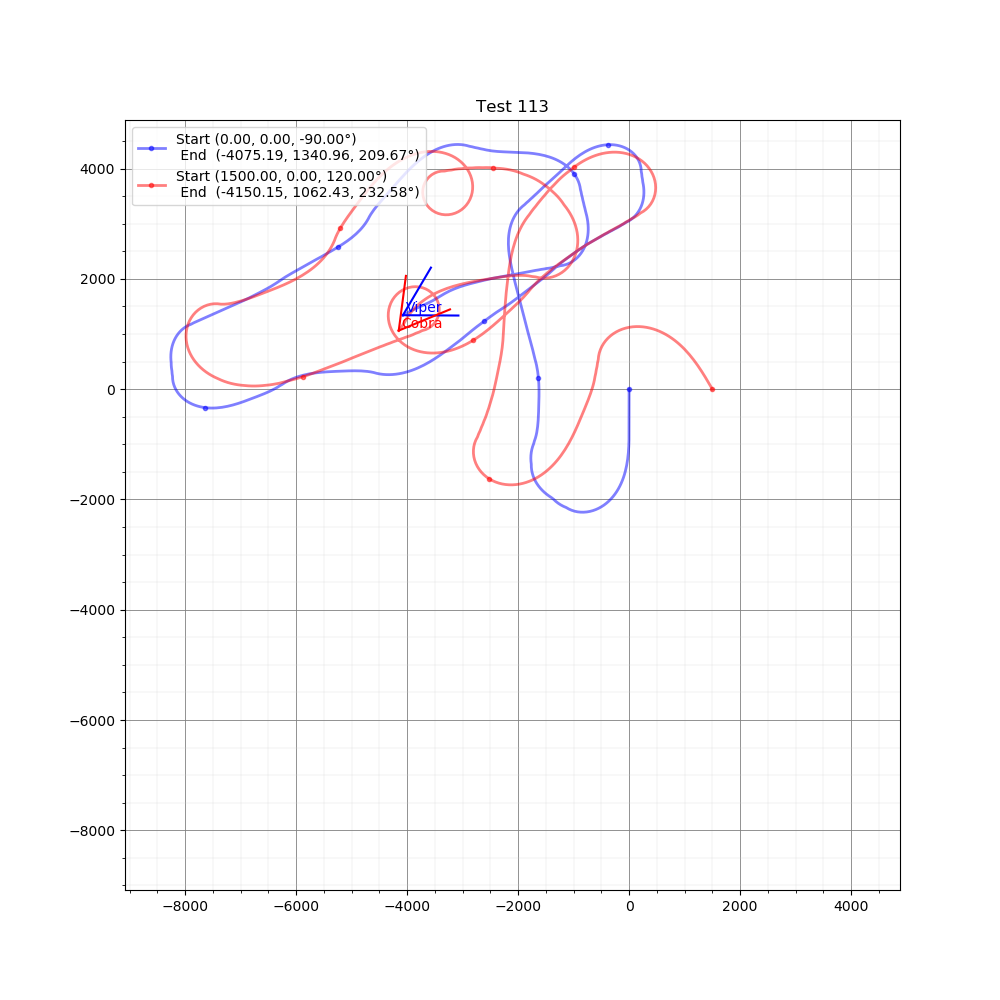 Test 113
Start (0.00, 0.00, -90.00°)
End (-4075.19, 1340.96, 209.67°)
Start (1500.00, 0.00, 120.00°)
End (-4150.15, 1062.43, 232.58°)
4000
2000
0
−2000
−4000
−6000
−8000
Viper
Cobra
−8000 −6000 −4000 −2000 0 2000 4000